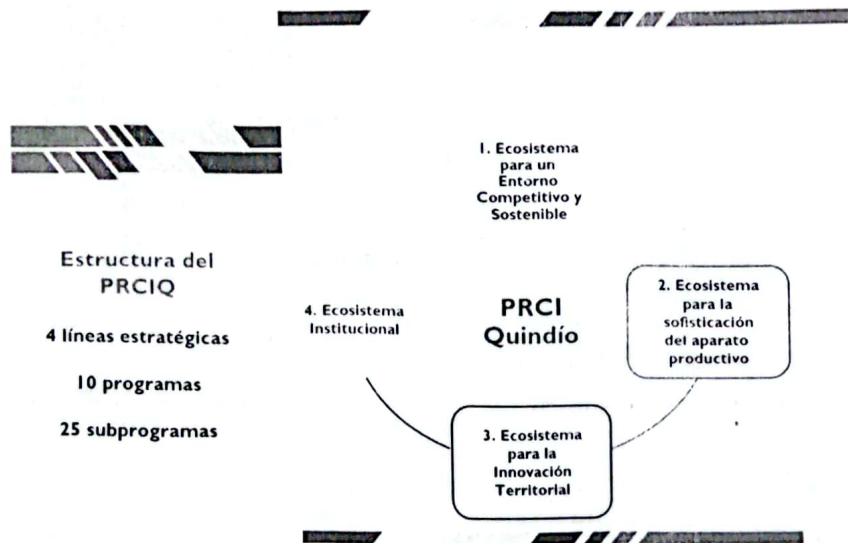 Estructura del
PRCIQ
4 líneas estratégicas
10 programas
25 subprogramas
1. Ecosistema
para un
Entorno
Competitivo y
Sostenible
2. Ecosistema
para la
sofisticación
del aparato
productivo
3. Ecosistema
para la
Innovación
Territorial
4. Ecosistema
Institucional
PRCI
Quindío